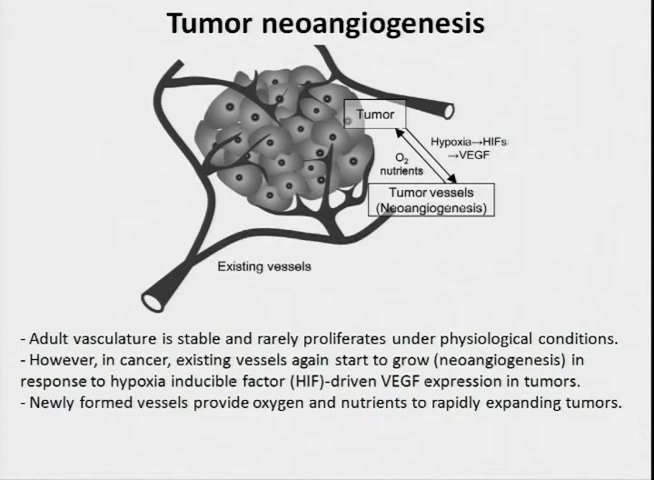 Tumor neoangiogenesis
Tumor
Hypoxia→HIFs
→VEGF
O2
nutrients
Tumor vessels
(Neoangiogenesis)
Existing vessels
- Adult vasculature is stable and rarely proliferates under physiological conditions.
- However, in cancer, existing vessels again start to grow (neoangiogenesis) in
response to hypoxia inducible factor (HIF)-driven VEGF expression in tumors.
- Newly formed vessels provide oxygen and nutrients to rapidly expanding tumors.